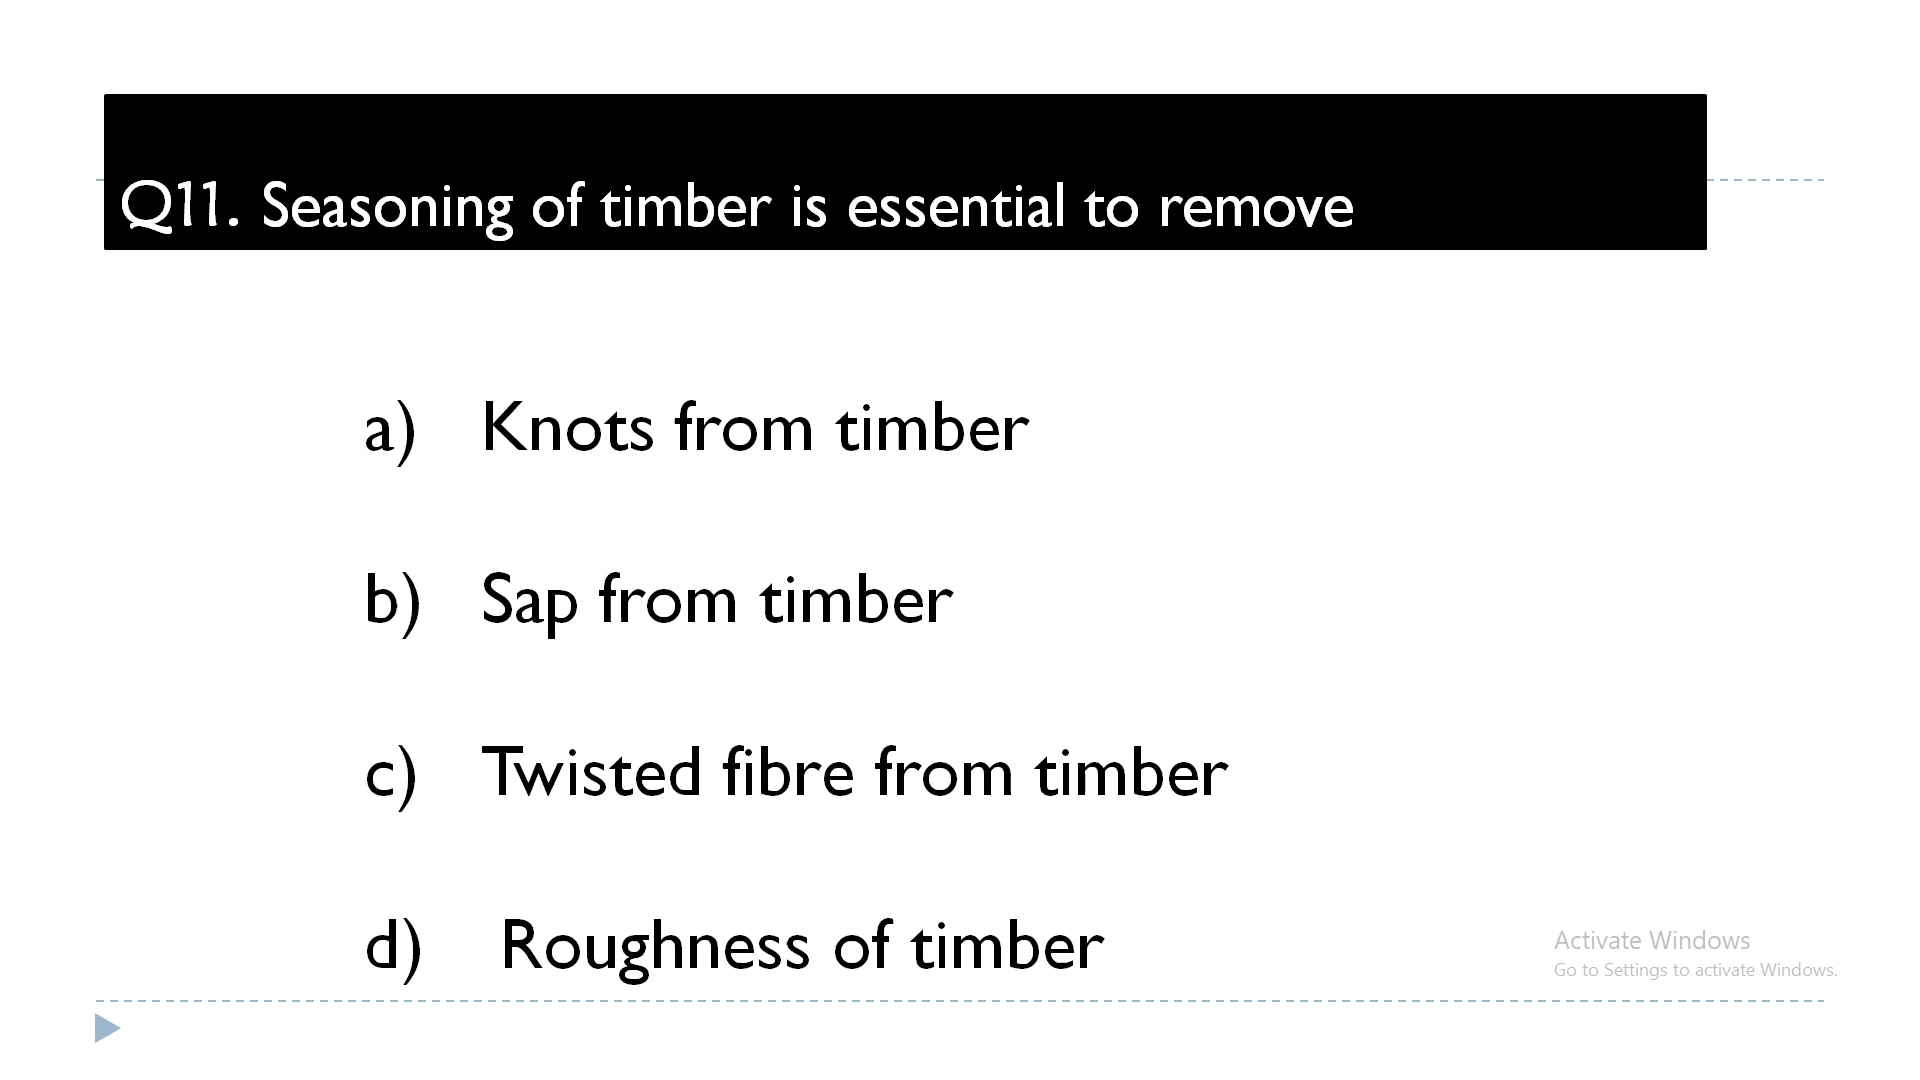 Q11. Seasoning of timber is essential to remove
a) Knots from timber
b) Sap from timber
c) Twisted fibre from timber
d) Roughness of timber
Activate Windows
Go to Settings to activate Windows.